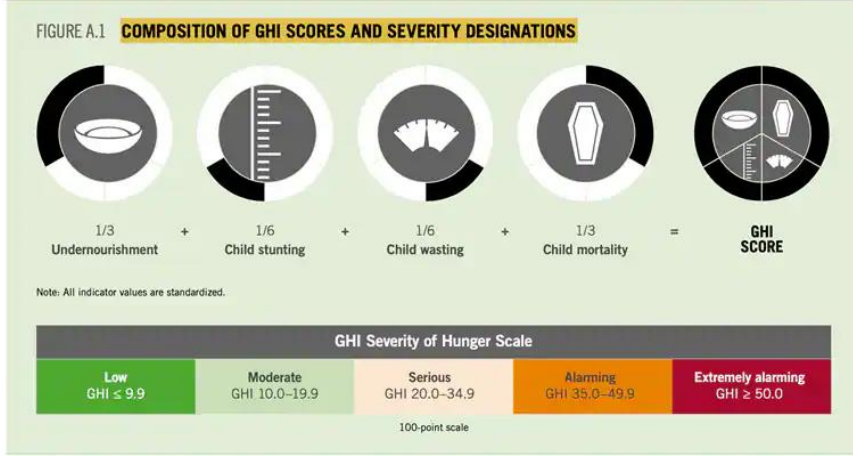 FIGURE A.1 COMPOSITION OF GHI SCORES AND SEVERITY DESIGNATIONS
1/3 + 1/6 + 1/6 + 1/3 = GHI
Undernourishment Child stunting Child wasting Child mortality SCORE
Note: All indicator values are standardized.
GHI Severity of Hunger Scale
Low Moderate Serious Alarming Extremely alarming
GHI ≤ 9.9 GHI 10.0–19.9 GHI 20.0–34.9 GHI 35.0–49.9 GHI ≥ 50.0
100-point scale